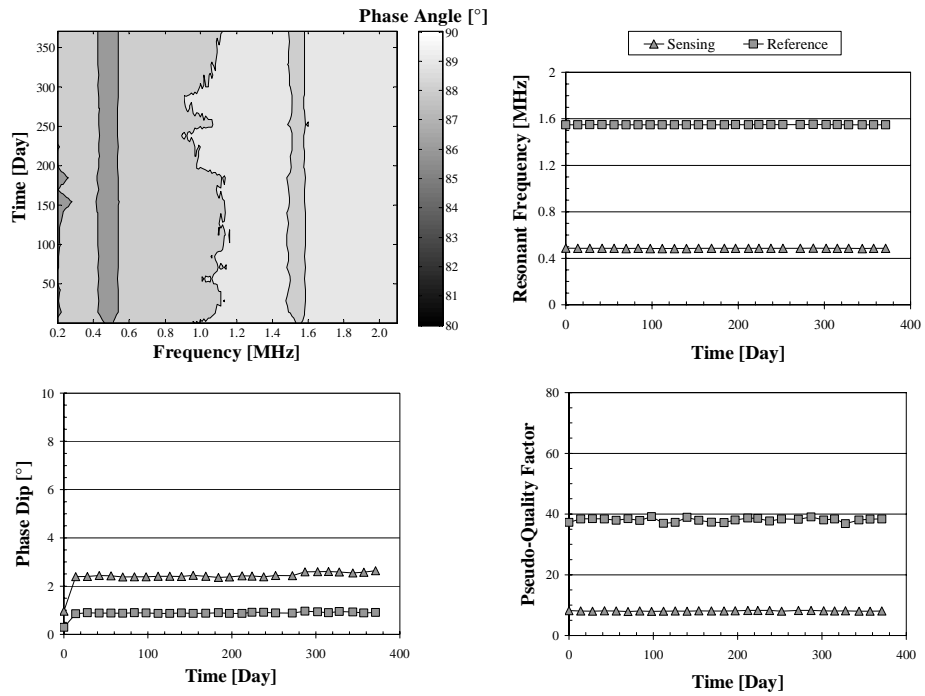 Phase Angle [°]
350
300
250
200
150
100
50
Time [Day]
0.2 0.4 0.6 0.8 1.0 1.2 1.4 1.6 1.8 2.0
Frequency [MHz]
90
89
88
87
86
85
84
83
82
81
80
Sensing Reference
2
1.6
1.2
0.8
0.4
0
Resonant Frequency [MHz]
0 100 200 300 400
Time [Day]
10
8
6
4
2
0
Phase Dip [°]
0 100 200 300 400
Time [Day]
80
60
40
20
0
Pseudo-Quality Factor
0 100 200 300 400
Time [Day]